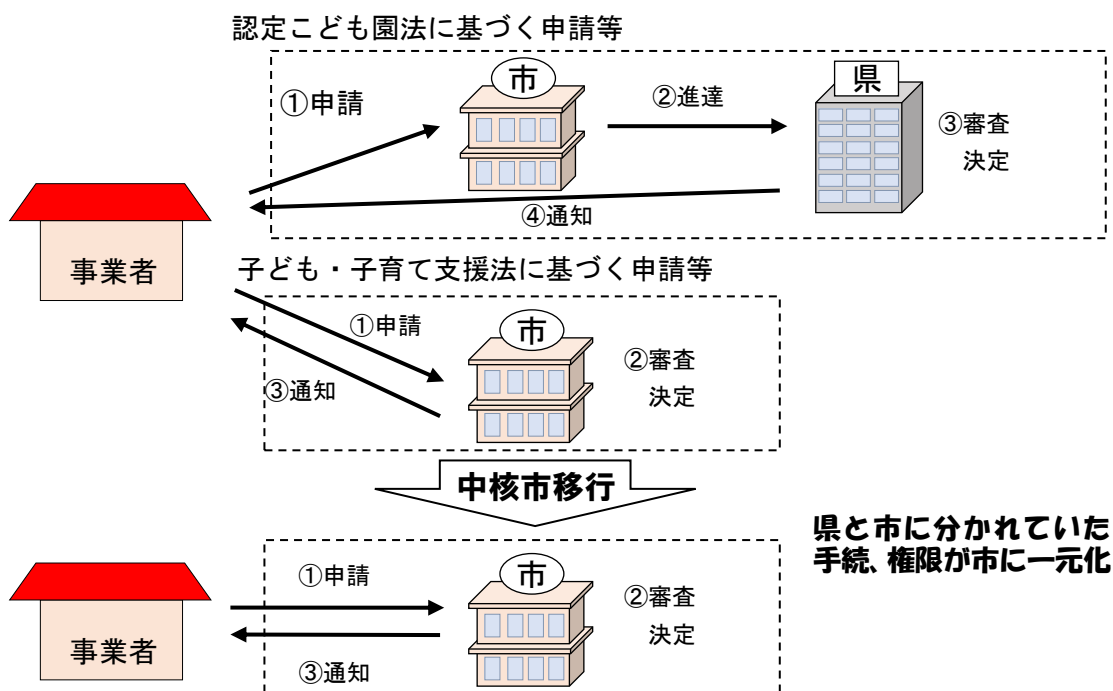 認定こども園法に基づく申請等
市
県
①申請
②進達
③審査
決定
④通知
事業者
子ども・子育て支援法に基づく申請等
市
①申請
②審査
決定
③通知
中核市移行
県と市に分かれていた
手続、権限が市に一元化
市
①申請
②審査
決定
事業者
③通知